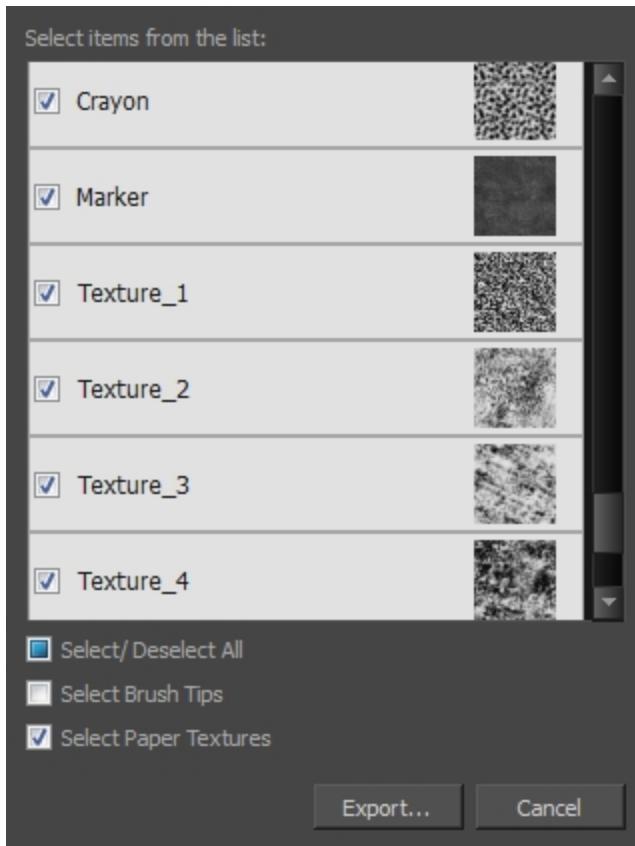 Select items from the list:
Crayon
Marker
Texture_1
Texture_2
Texture_3
Texture_4
Select/ Deselect All
Select Brush Tips
Select Paper Textures
Export... Cancel